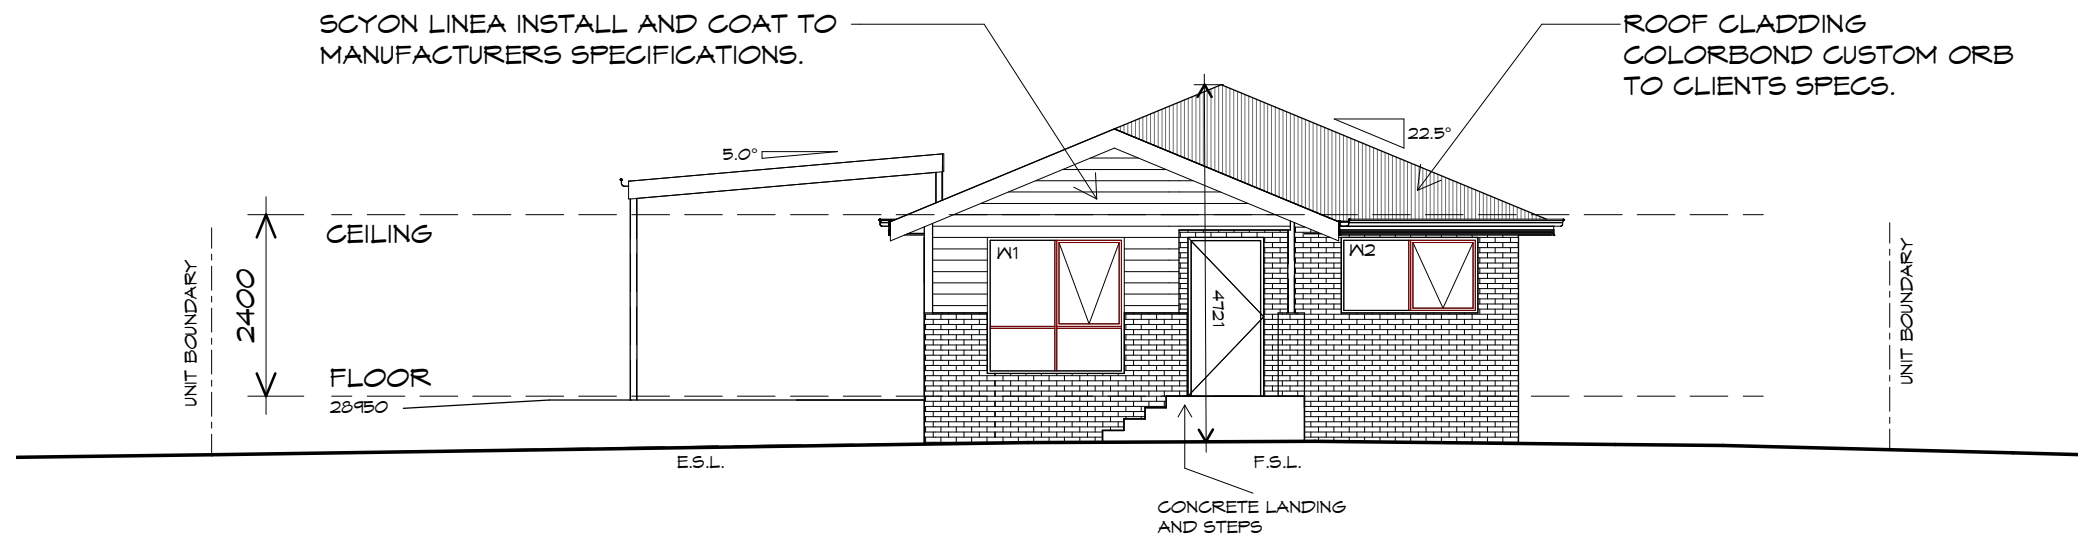 SCYON LINEA INSTALL AND COAT TO
MANUFACTURERS SPECIFICATIONS.
ROOF CLADDING
COLORBOND CUSTOM ORB
TO CLIENTS SPECS.
22.5°
5.0°
CEILING
W1
W2
UNIT BOUNDARY
2400
4721
UNIT BOUNDARY
FLOOR
28950
E.S.L.
F.S.L.
CONCRETE LANDING
AND STEPS